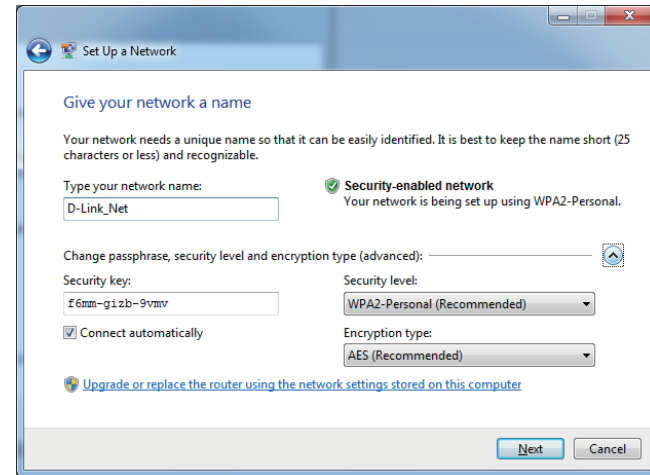 Set Up a Network
Give your network a name
Your network needs a unique name so that it can be easily identified. It is best to keep the name short (25
characters or less) and recognizable.
Type your network name:
D-Link_Net
Security-enabled network
Your network is being set up using WPA2-Personal.
Change passphrase, security level and encryption type (advanced):
Security key:
f6mm-gizb-9vmv
Security level:
WPA2-Personal (Recommended)
Connect automatically
Encryption type:
AES (Recommended)
Upgrade or replace the router using the network settings stored on this computer
Next
Cancel